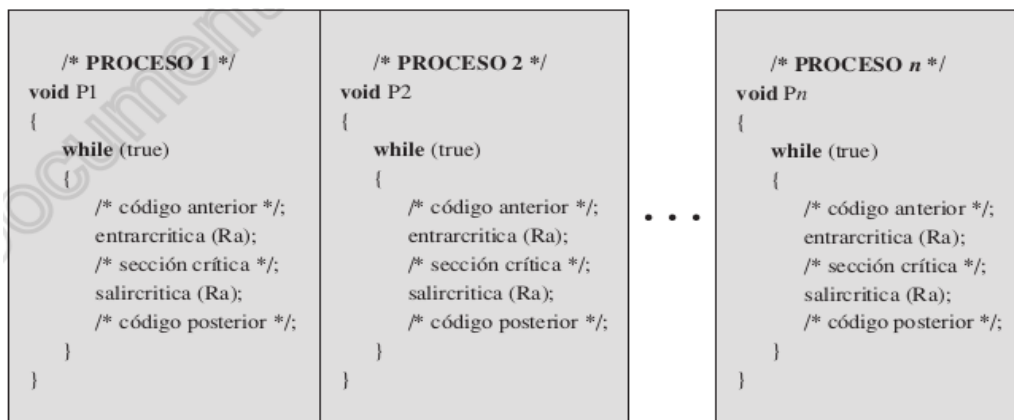 /* PROCESO 1 */
void P1
{
while (true)
{
/* código anterior */;
entrarcritica (Ra);
/* sección crítica */;
salircritica (Ra);
/* código posterior */;
}
}
/* PROCESO 2 */
void P2
{
while (true)
{
/* código anterior */;
entrarcritica (Ra);
/* sección crítica */;
salircritica (Ra);
/* código posterior */;
}
}
• • •
/* PROCESO n */
void Pn
{
while (true)
{
/* código anterior */;
entrarcritica (Ra);
/* sección crítica */;
salircritica (Ra);
/* código posterior */;
}
}